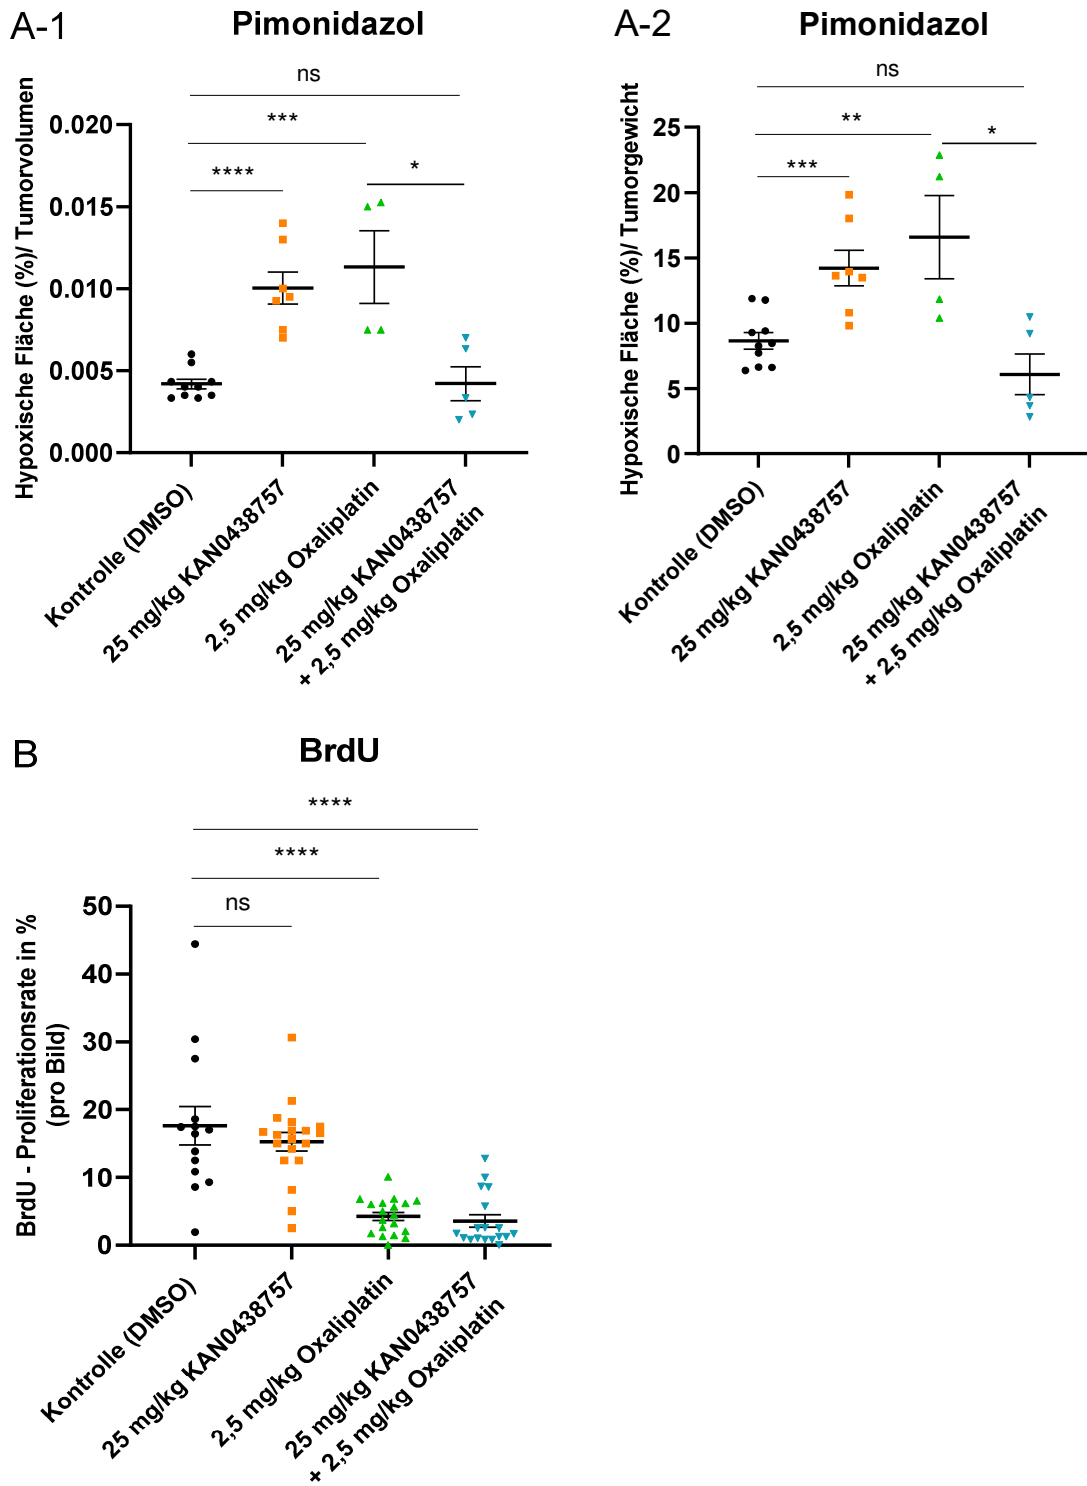 A-1
Pimonidazol
ns
***
****
*
Hypoxische Fläche (%)/ Tumorvolumen
0.020
0.015
0.010
0.005
0.000
Kontrolle (DMSO)
25 mg/kg KAN0438757
2,5 mg/kg Oxaliplatin
25 mg/kg KAN0438757
+ 2,5 mg/kg Oxaliplatin
A-2
Pimonidazol
ns
**
*
***
Hypoxische Fläche (%)/ Tumorgewicht
25
20
15
10
5
0
Kontrolle (DMSO)
25 mg/kg KAN0438757
2,5 mg/kg Oxaliplatin
25 mg/kg KAN0438757
+ 2,5 mg/kg Oxaliplatin
B
BrdU
****
****
ns
BrdU - Proliferationsrate in %
(pro Bild)
50
40
30
20
10
0
Kontrolle (DMSO)
25 mg/kg KAN0438757
2,5 mg/kg Oxaliplatin
25 mg/kg KAN0438757
+ 2,5 mg/kg Oxaliplatin